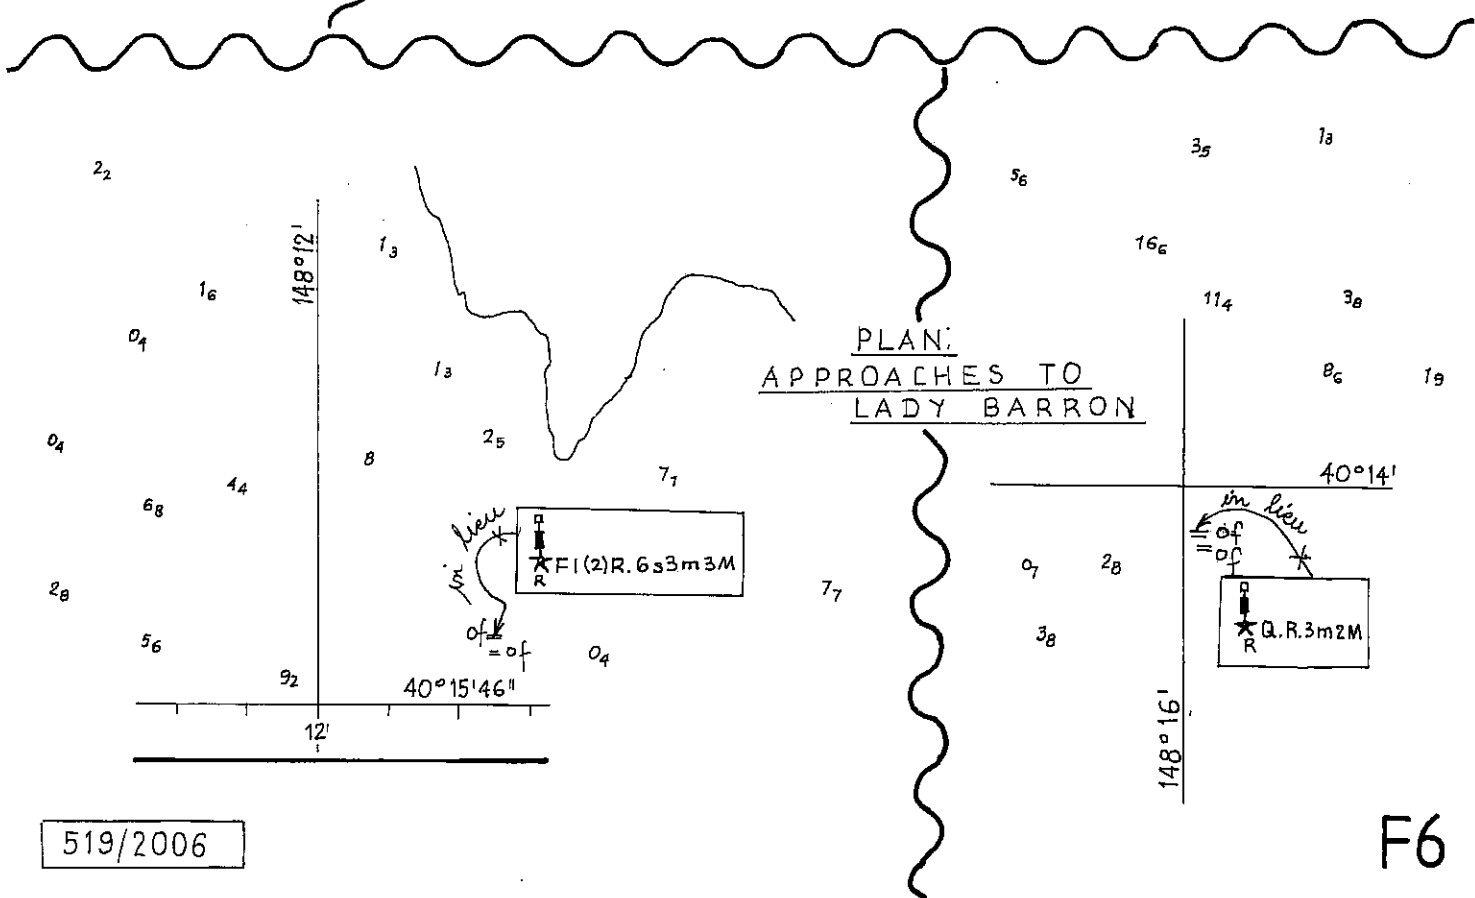 2₂
1₃
148°12'
1₆
0₄
1₃
0₄
2₅
8
7₇
4₄
6₈
in lieu
Fl(2)R.6s3m3M
R
2₈
7₇
of
of
5₆
0₄
9₂
40°15'46"
12'
519/2006
PLAN:
APPROACHES TO
LADY BARRON
3₅
1₃
5₆
16₆
11₄
3₈
8₆
1₉
40°14'
in lieu
of
of
0₇
2₈
Q.R.3m2M
R
3₈
148°16'
F6